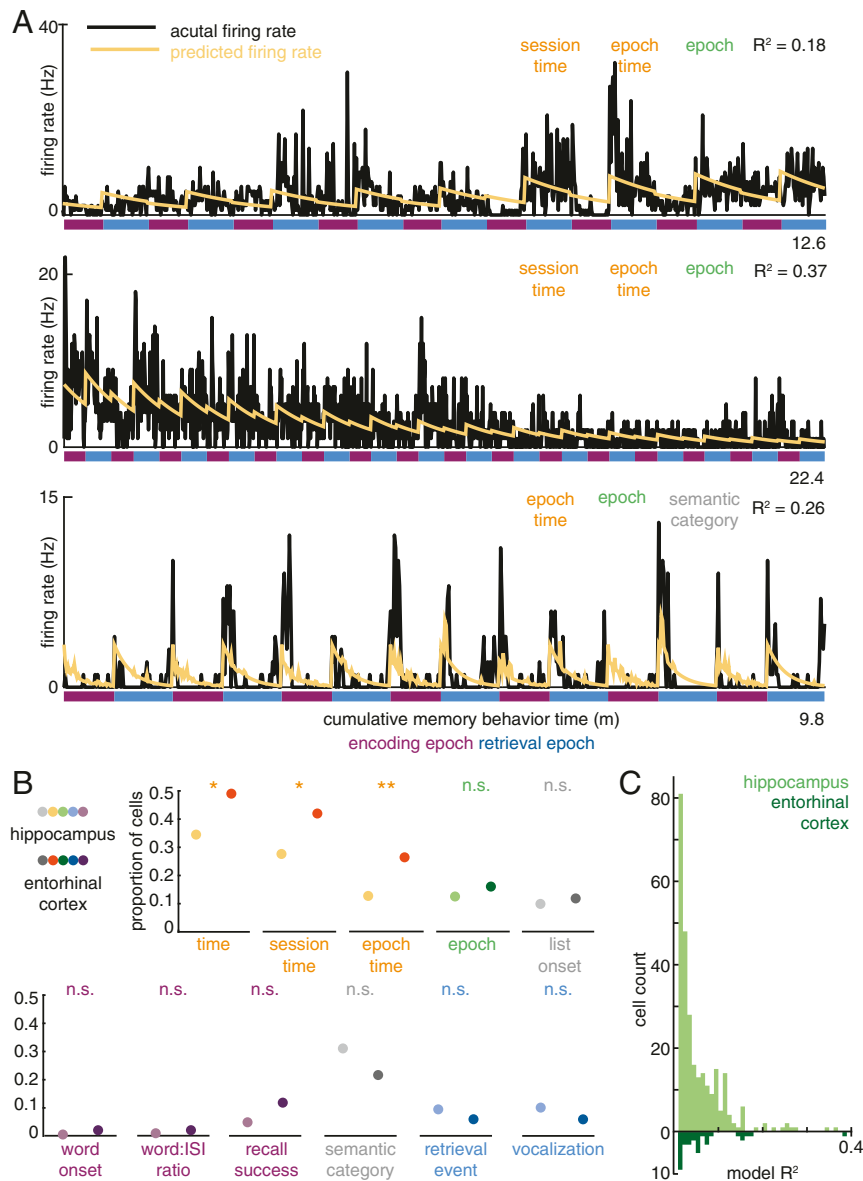 A
40
acutal firing rate
predicted firing rate
session time
epoch time
epoch
R² = 0.18
firing rate (Hz)
0
12.6
20
session time
epoch time
epoch
R² = 0.37
firing rate (Hz)
0
22.4
15
epoch time
epoch
semantic category
R² = 0.26
firing rate (Hz)
0
cumulative memory behavior time (m)
9.8
encoding epoch retrieval epoch
B
hippocampus
entorhinal cortex
proportion of cells
0.5
0.4
0.3
0.2
0.1
0
*
*
**
n.s.
n.s.
time
session time
epoch time
epoch
list onset
0.5
0.4
0.3
0.2
0.1
0
n.s.
n.s.
n.s.
n.s.
n.s.
n.s.
word onset
word:ISI ratio
recall success
semantic category
retrieval event
vocalization
C
hippocampus
entorhinal cortex
cell count
80
60
40
20
0
10
0.4
model R²